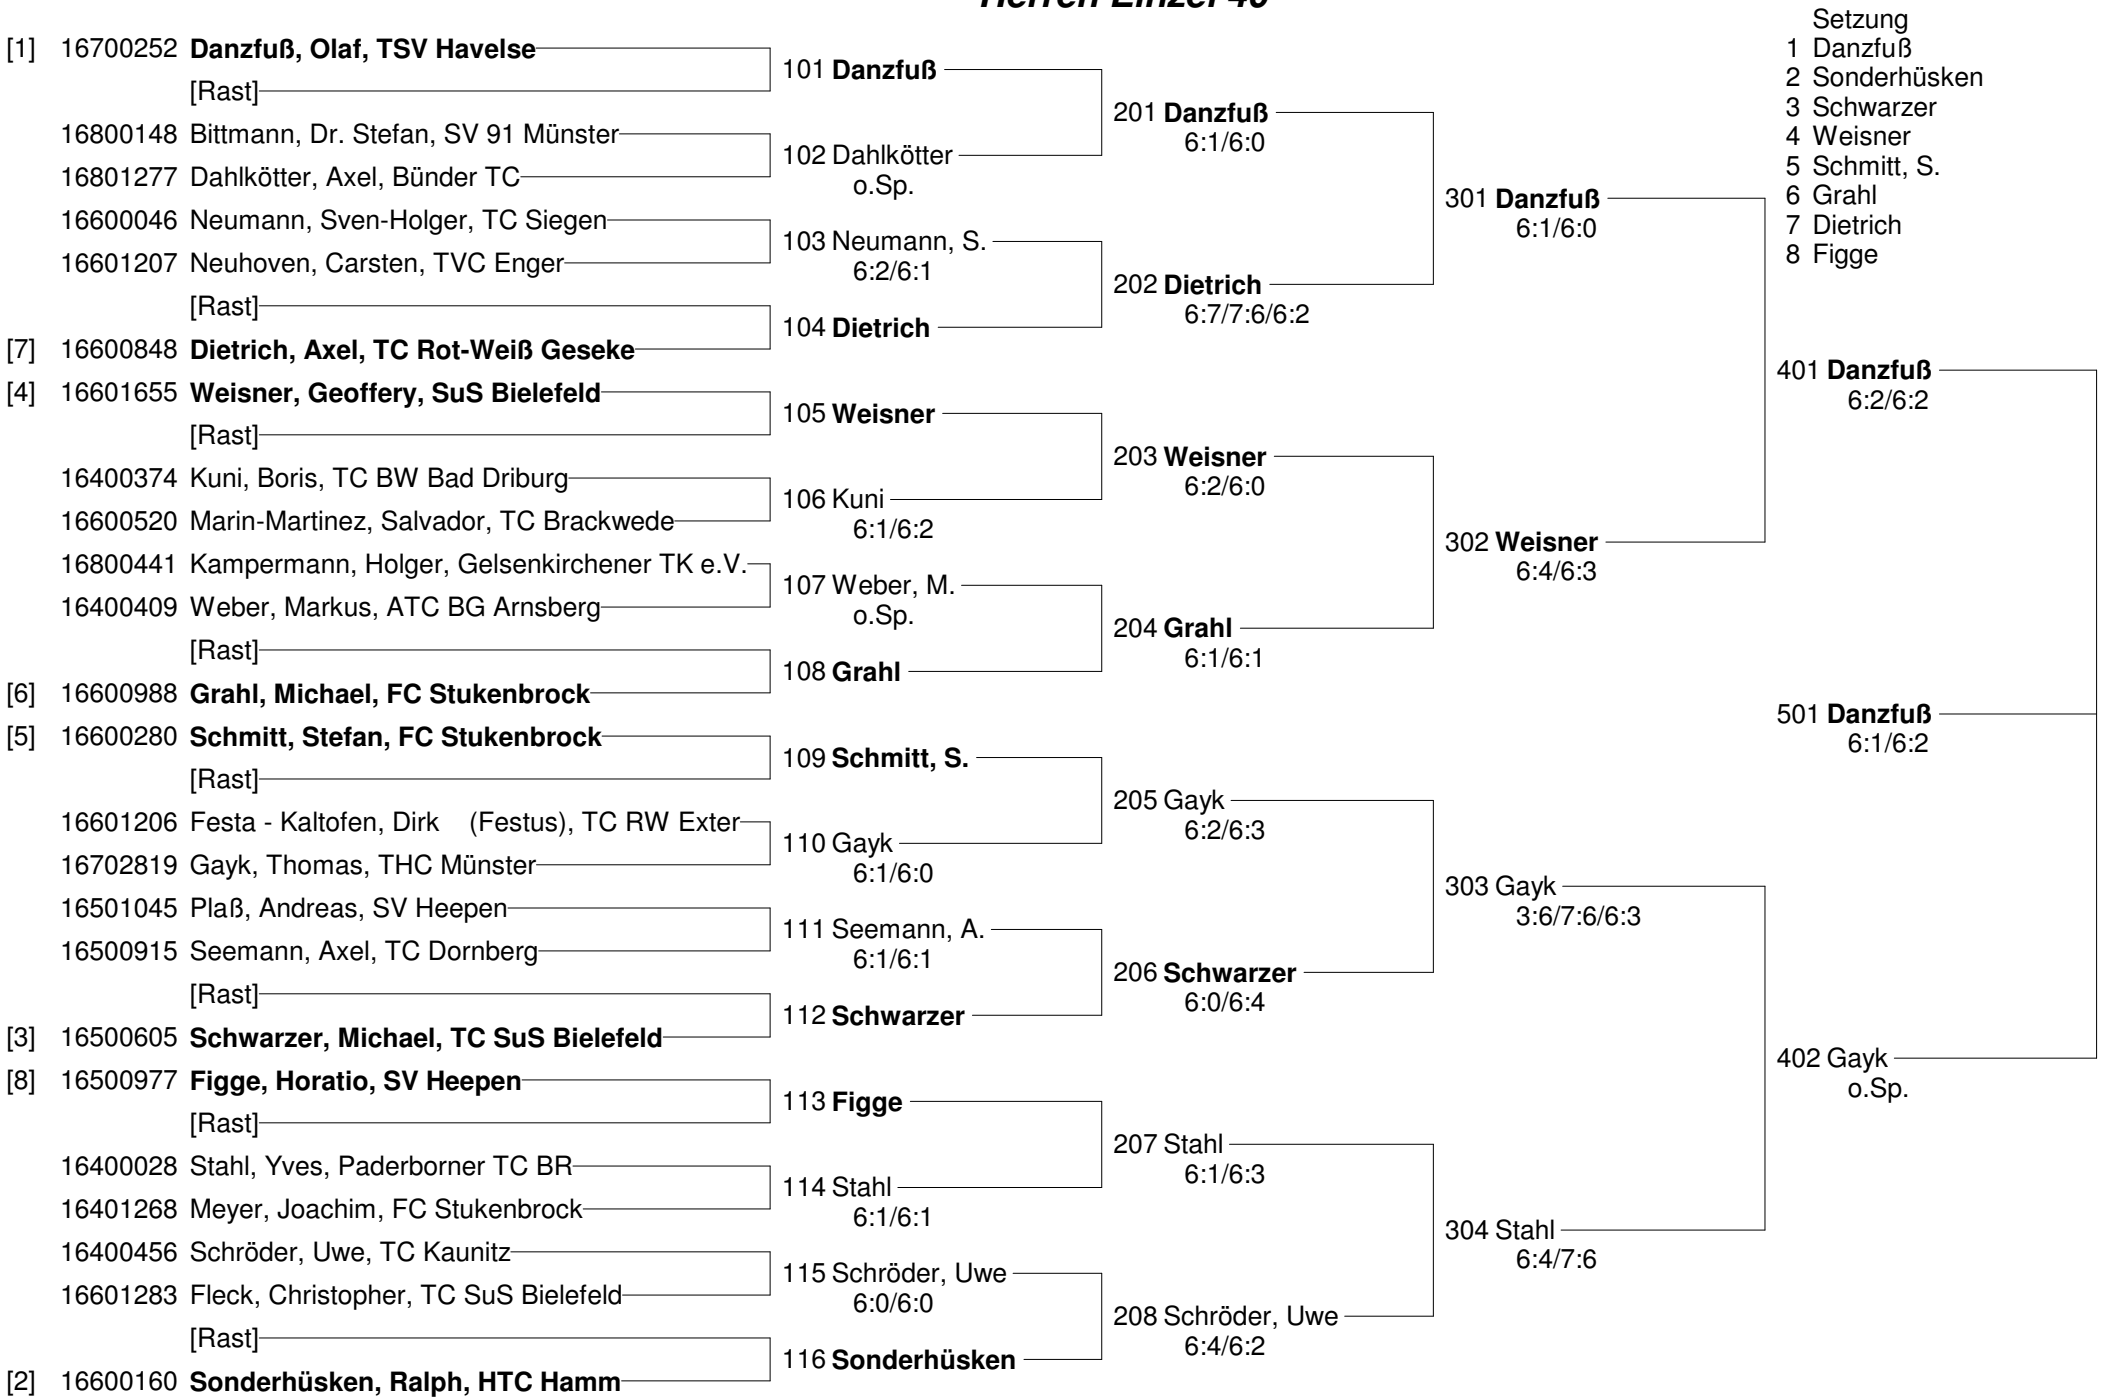 Herren Einzel 40
Setzung
1 Danzfuß
2 Sonderhüsken
3 Schwarzer
4 Weisner
5 Schmitt, S.
6 Grahl
7 Dietrich
8 Figge
[1] 16700252 Danzfuß, Olaf, TSV Havelse
[Rast]
16800148 Bittmann, Dr. Stefan, SV 91 Münster
16801277 Dahlkötter, Axel, Bünder TC
16600046 Neumann, Sven-Holger, TC Siegen
16601207 Neuhoven, Carsten, TVC Enger
[Rast]
[7] 16600848 Dietrich, Axel, TC Rot-Weiß Geseke
[4] 16601655 Weisner, Geoffery, SuS Bielefeld
[Rast]
16400374 Kuni, Boris, TC BW Bad Driburg
16600520 Marin-Martinez, Salvador, TC Brackwede
16800441 Kampermann, Holger, Gelsenkirchener TK e.V.
16400409 Weber, Markus, ATC BG Arnsberg
[Rast]
[6] 16600988 Grahl, Michael, FC Stukenbrock
[5] 16600280 Schmitt, Stefan, FC Stukenbrock
[Rast]
16601206 Festa - Kaltofen, Dirk (Festus), TC RW Exter
16702819 Gayk, Thomas, THC Münster
16501045 Plaß, Andreas, SV Heepen
16500915 Seemann, Axel, TC Dornberg
[Rast]
[3] 16500605 Schwarzer, Michael, TC SuS Bielefeld
[8] 16500977 Figge, Horatio, SV Heepen
[Rast]
16400028 Stahl, Yves, Paderborner TC BR
16401268 Meyer, Joachim, FC Stukenbrock
16400456 Schröder, Uwe, TC Kaunitz
16601283 Fleck, Christopher, TC SuS Bielefeld
[Rast]
[2] 16600160 Sonderhüsken, Ralph, HTC Hamm
101 Danzfuß
102 Dahlkötter
o.Sp.
103 Neumann, S.
6:2/6:1
104 Dietrich
105 Weisner
106 Kuni
6:1/6:2
107 Weber, M.
o.Sp.
108 Grahl
109 Schmitt, S.
110 Gayk
6:1/6:0
111 Seemann, A.
6:1/6:1
112 Schwarzer
113 Figge
114 Stahl
6:1/6:1
115 Schröder, Uwe
6:0/6:0
116 Sonderhüsken
201 Danzfuß
6:1/6:0
202 Dietrich
6:7/7:6/6:2
203 Weisner
6:2/6:0
204 Grahl
6:1/6:1
205 Gayk
6:2/6:3
206 Schwarzer
6:0/6:4
207 Stahl
6:1/6:3
208 Schröder, Uwe
6:4/6:2
301 Danzfuß
6:1/6:0
302 Weisner
6:4/6:3
303 Gayk
3:6/7:6/6:3
304 Stahl
6:4/7:6
401 Danzfuß
6:2/6:2
501 Danzfuß
6:1/6:2
402 Gayk
o.Sp.